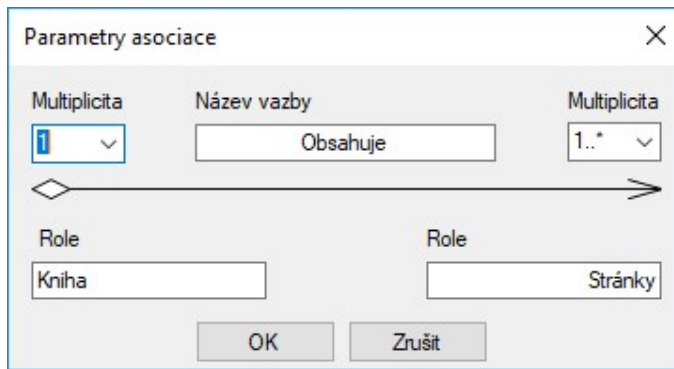 Parametry asociace
Multiplicita Název vazby Multiplicita
1 Obsahuje 1..*
Role Role
Kniha Stránky
OK Zrušit